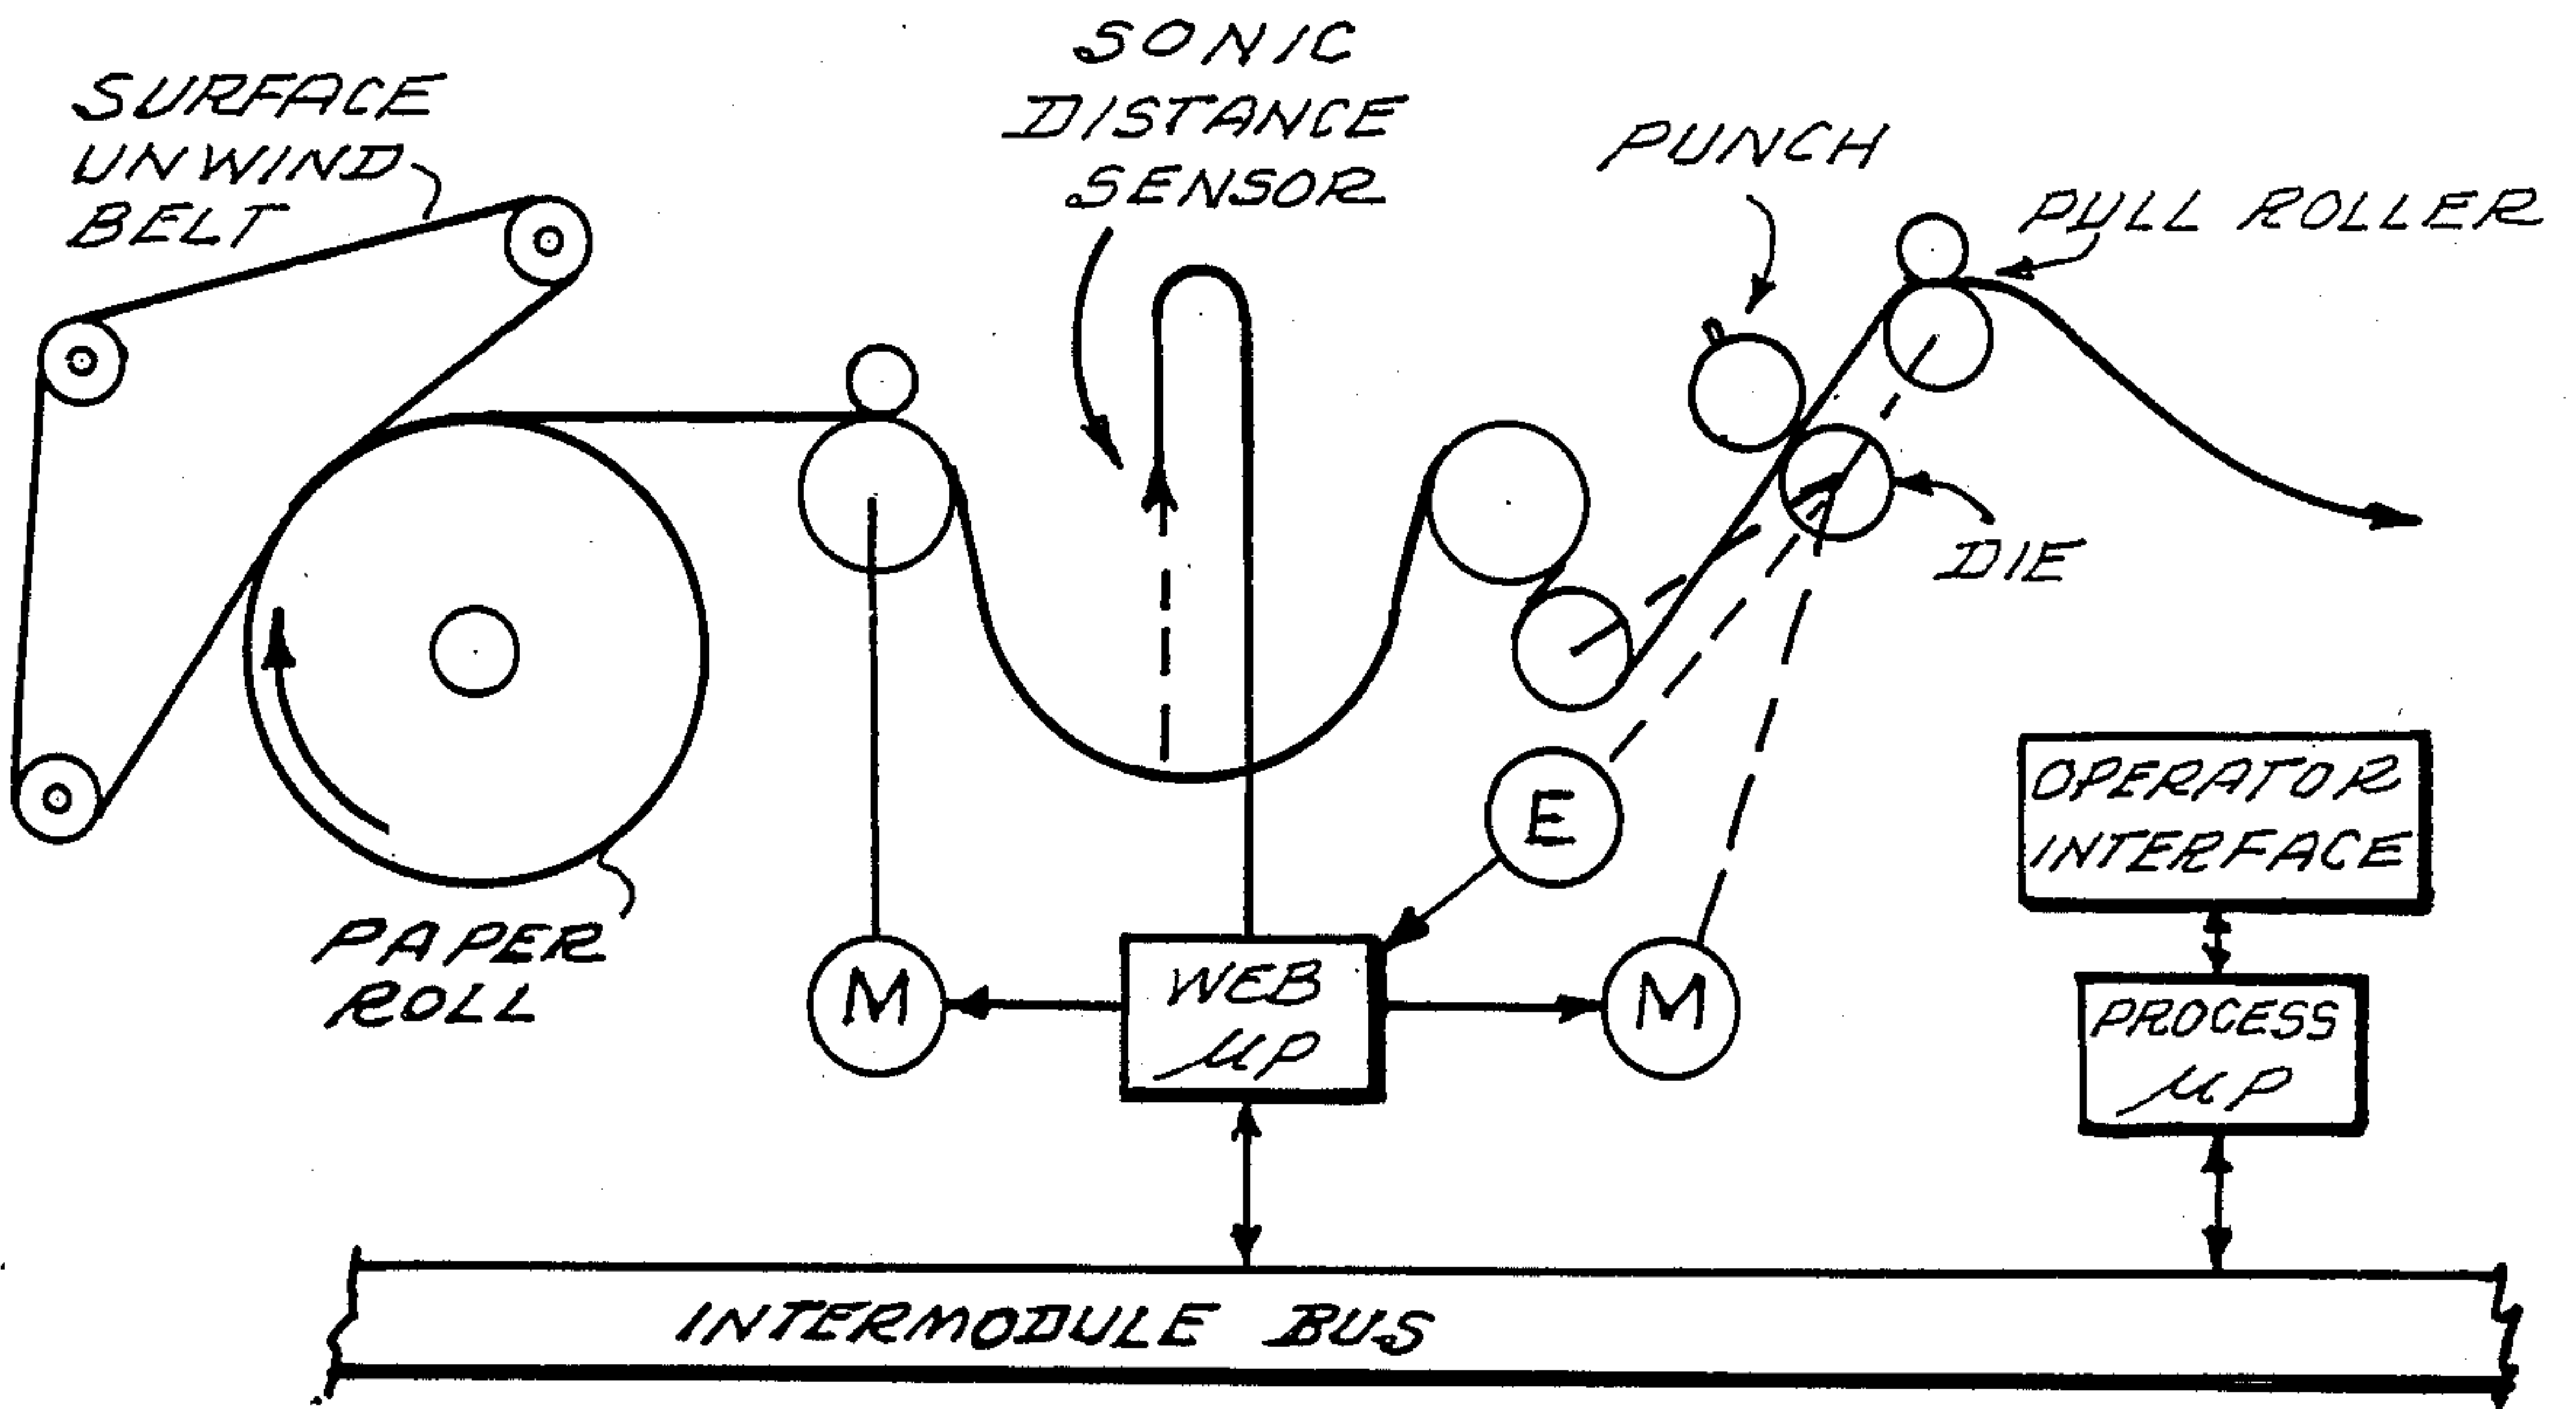 SURFACE
UNWIND
BELT
SONIC
DISTANCE
SENSOR
PUNCH
PULL ROLLER
DIE
PAPER
ROLL
E
M
WEB
μP
M
OPERATOR
INTERFACE
PROCESS
μP
INTERMODULE BUS